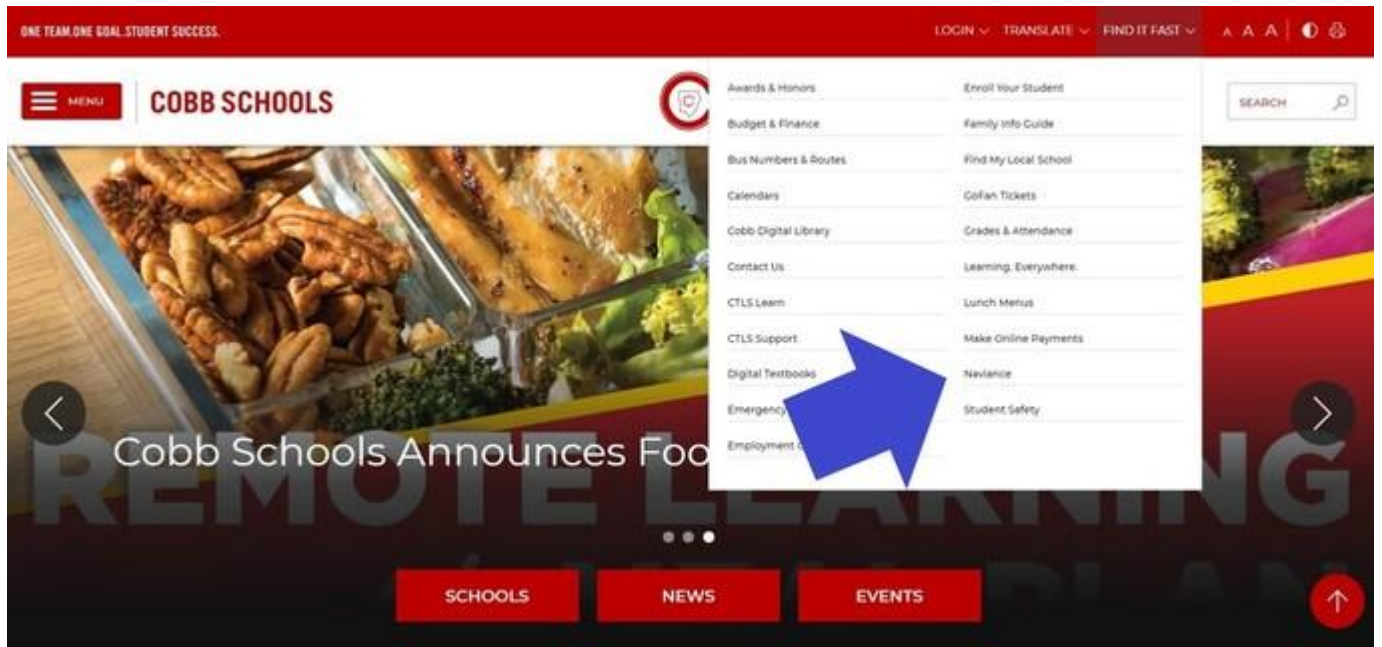 ONE TEAM.ONE GOAL.STUDENT SUCCESS.
LOGIN TRANSLATE FIND IT FAST A A A
MENU COBB SCHOOLS
SEARCH
Awards & Honors
Budget & Finance
Bus Numbers & Routes
Calendars
Cobb Digital Library
Contact Us
CTLS Learn
CTLS Support
Digital Textbooks
Emergency
Employment
Enroll Your Student
Family Info Guide
Find My Local School
GoFan Tickets
Grades & Attendance
Learning. Everywhere.
Lunch Menus
Make Online Payments
Naviance
Student Safety
Cobb Schools Announces Foo
REMOTE LEARNING
PLAN
SCHOOLS NEWS EVENTS